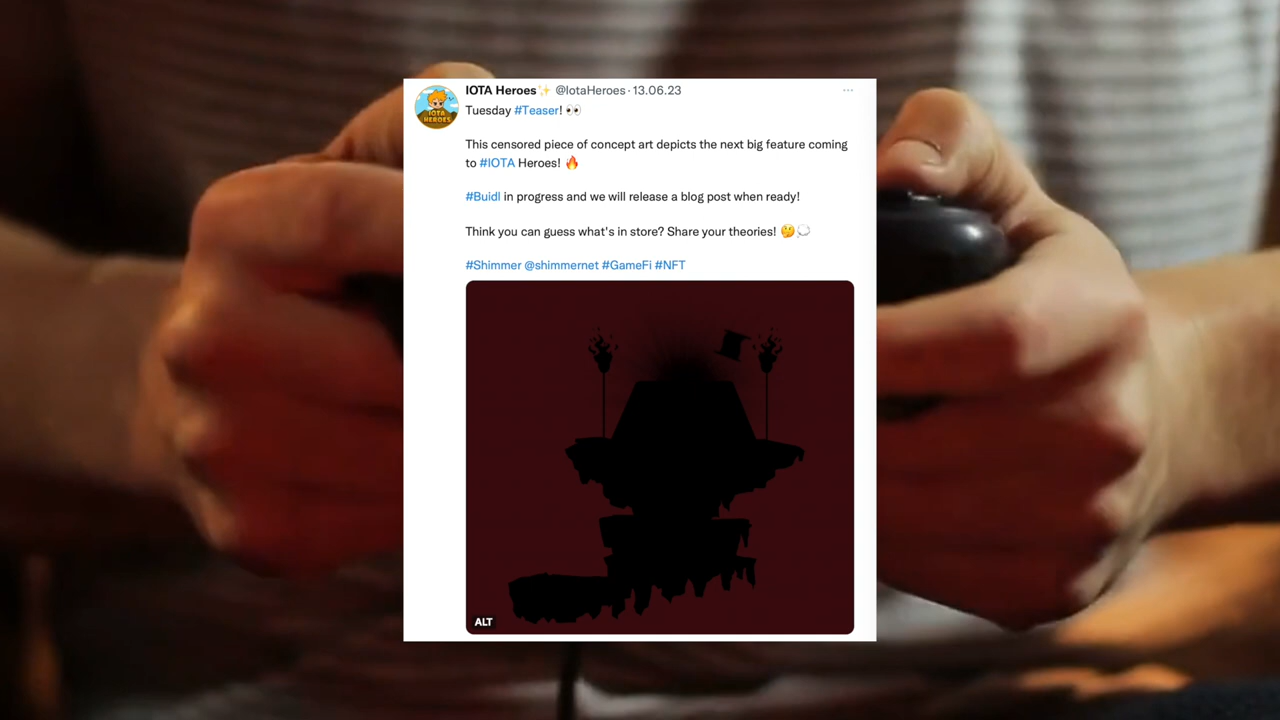 IOTA Heroes✨ @IotaHeroes · 13.06.23
Tuesday #Teaser! 👀
This censored piece of concept art depicts the next big feature coming
to #IOTA Heroes! 🔥
#Buidl in progress and we will release a blog post when ready!
Think you can guess what's in store? Share your theories! 🤔💭
#Shimmer @shimmernet #GameFi #NFT
IOTA
HEROES
ALT